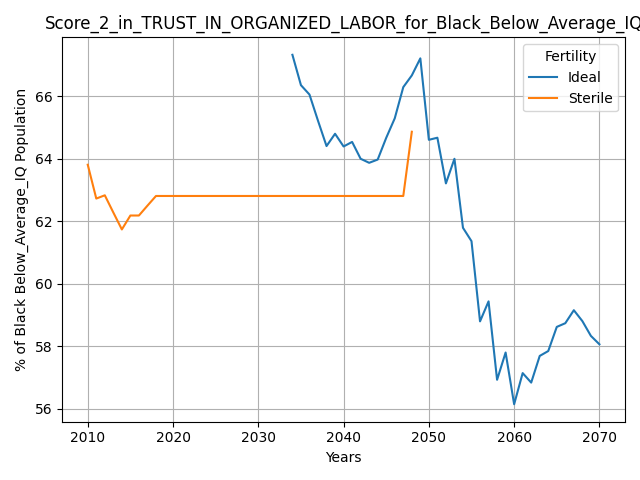 Score_2_in_TRUST_IN_ORGANIZED_LABOR_for_Black_Below_Average_IQ
Fertility
Ideal
Sterile
% of Black Below_Average_IQ Population
66
64
62
60
58
56
2010 2020 2030 2040 2050 2060 2070
Years